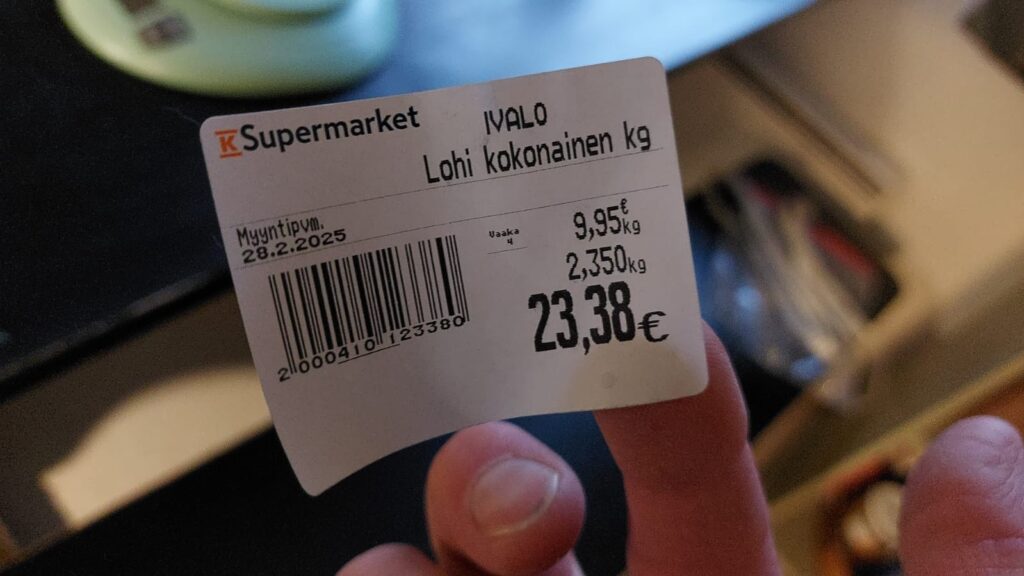 K Supermarket
IVALO
Lohi kokonainen kg
Myyntipvm.
28.2.2025
Vaaka
4
9,95 €/kg
2,350kg
23,38€
2 000410 123380